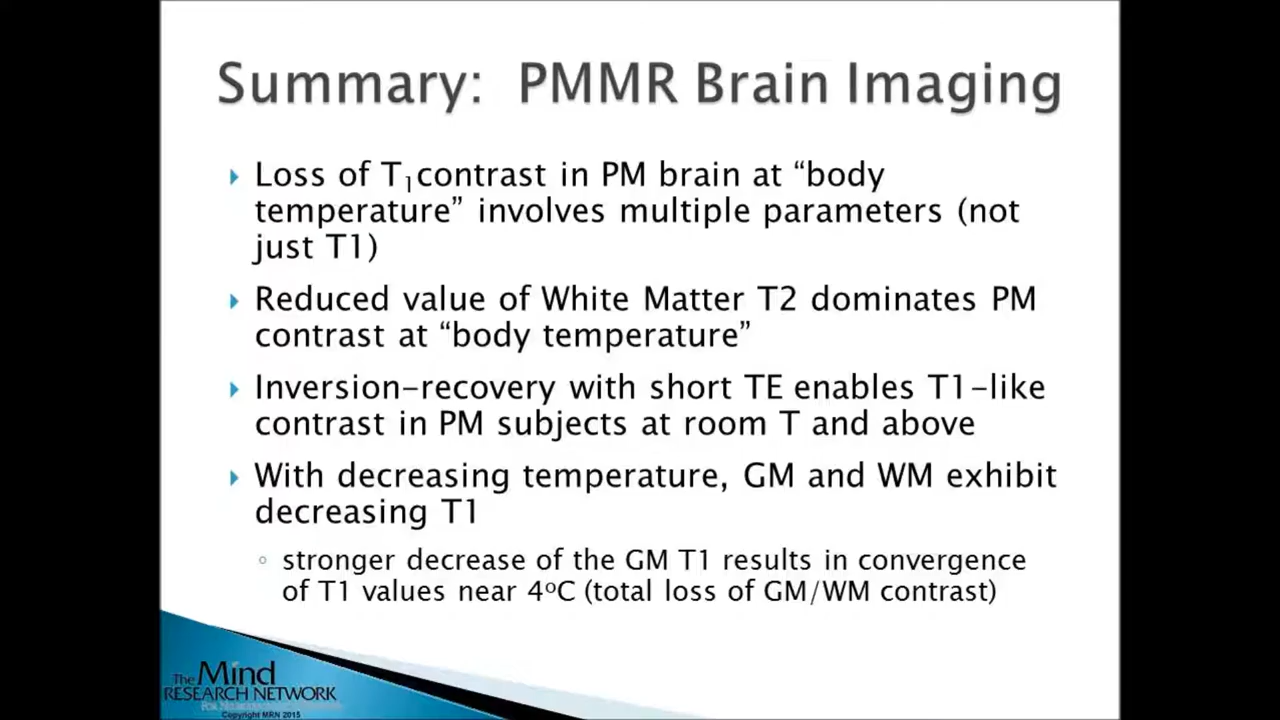 Summary: PMMR Brain Imaging
Loss of T₁contrast in PM brain at “body
temperature” involves multiple parameters (not
just T1)
Reduced value of White Matter T2 dominates PM
contrast at “body temperature”
Inversion-recovery with short TE enables T1-like
contrast in PM subjects at room T and above
With decreasing temperature, GM and WM exhibit
decreasing T1
stronger decrease of the GM T1 results in convergence
of T1 values near 4ºC (total loss of GM/WM contrast)
The Mind
RESEARCH NETWORK
Copyright MRN 2015